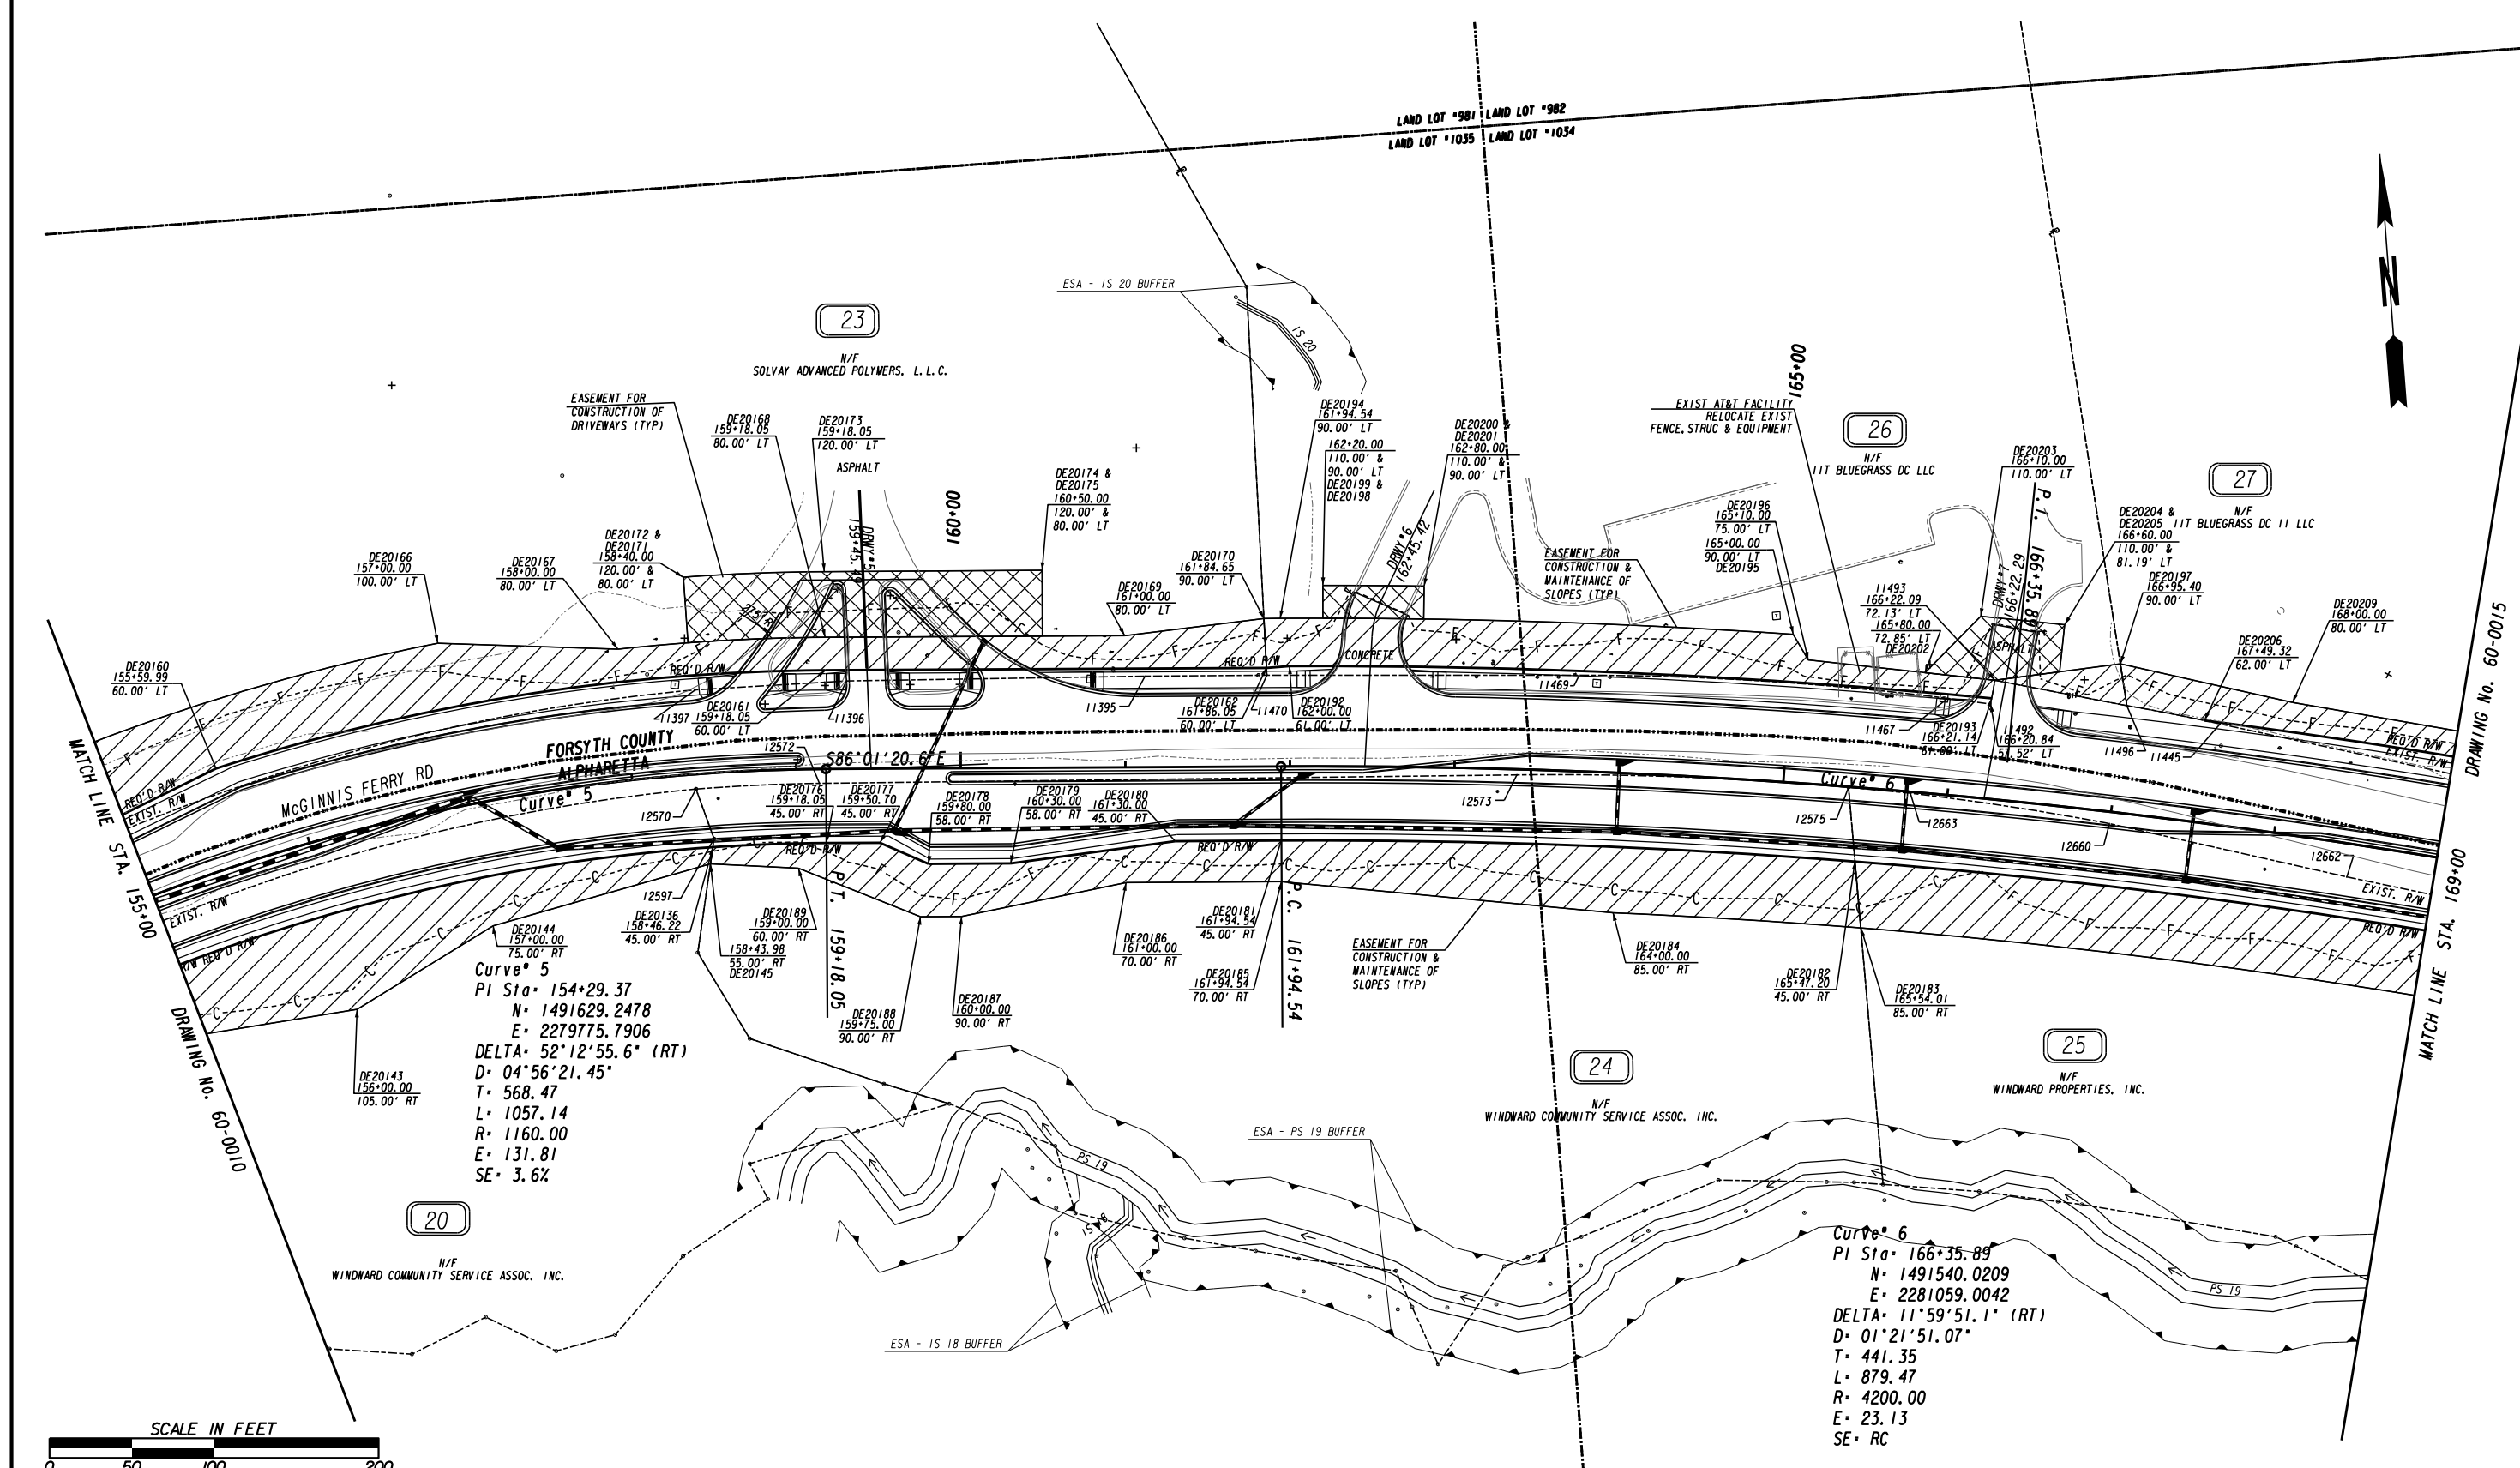 LAND LOT #981 LAND LOT #982
LAND LOT #1035 LAND LOT #1034
ESA - IS 20 BUFFER
IS 20
N
23
N/F
SOLVAY ADVANCED POLYMERS, L.L.C.
EASEMENT FOR
CONSTRUCTION OF
DRIVEWAYS (TYP)
DE20168
159+18.05
80.00' LT
DE20173
159+18.05
120.00' LT
ASPHALT
DRWY#5
160+00
DE20174 &
DE20175
160+50.00
120.00' &
80.00' LT
DE20172 &
DE20171
158+40.00
120.00' &
80.00' LT
DE20166
157+00.00
100.00' LT
DE20167
158+00.00
80.00' LT
DE20160
155+59.99
60.00' LT
DE20169
161+00.00
80.00' LT
DE20170
161+84.65
90.00' LT
DE20194
161+94.54
90.00' LT
162+20.00
110.00' &
90.00' LT
DE20199 &
DE20198
DE20200 &
DE20201
162+80.00
110.00' &
90.00' LT
DRWY#6
162+45.42
EXIST AT&T FACILITY
RELOCATE EXIST
FENCE, STRUC & EQUIPMENT
165+00
26
N/F
11T BLUEGRASS DC LLC
EASEMENT FOR
CONSTRUCTION &
MAINTENANCE OF
SLOPES (TYP)
DE20196
165+10.00
75.00' LT
165+00.00
90.00' LT
DE20195
11493
166+22.09
72.13' LT
165+80.00
72.85' LT
DE20202
DE20203
166+10.00
110.00' LT
P.I. 166+35.89
166+22.29
27
N/F
11T BLUEGRASS DC II LLC
DE20204 &
DE20205
166+60.00
110.00' &
81.19' LT
DE20197
166+95.40
90.00' LT
DE20206
167+49.32
62.00' LT
DE20209
168+00.00
80.00' LT
DRAWING No. 60-0015
MATCH LINE STA. 169+00
REQ'D R/W
EXIST. R/W
REQ'D R/W
CONCRETE
REQ'D R/W
ASPHALT
REQ'D R/W
EXIST. R/W
11397
DE20161
159+18.05
60.00' LT
11396
11395
DE20162
161+86.05
60.00' LT
11470
DE20192
162+00.00
61.00' LT
11469
11467
DE20193
166+21.14
61.00' LT
11492
166+20.84
57.52' LT
11496
11445
FORSYTH COUNTY
ALPHARETTA
McGINNIS FERRY RD
Curve# 5
12572
S86°01'20.6"E
12570
DE20176
159+18.05
45.00' RT
DE20177
159+50.70
45.00' RT
DE20178
159+80.00
58.00' RT
DE20179
160+30.00
58.00' RT
DE20180
161+30.00
45.00' RT
12573
Curve# 6
12575
12663
12660
12662
EXIST. R/W
REQ'D R/W
MATCH LINE STA. 155+00
DRAWING No. 60-0010
EXIST. R/W
R/W REQ'D R/W
REQ'D R/W
REQ'D R/W
12597
DE20136
158+46.22
45.00' RT
158+43.98
55.00' RT
DE20145
DE20189
159+00.00
60.00' RT
P.T. 159+18.05
DE20144
157+00.00
75.00' RT
DE20143
156+00.00
105.00' RT
DE20188
159+75.00
90.00' RT
DE20187
160+00.00
90.00' RT
DE20186
161+00.00
70.00' RT
DE20181
161+94.54
45.00' RT
DE20185
161+94.54
70.00' RT
P.C. 161+94.54
EASEMENT FOR
CONSTRUCTION &
MAINTENANCE OF
SLOPES (TYP)
DE20184
164+00.00
85.00' RT
DE20182
165+47.20
45.00' RT
DE20183
165+54.01
85.00' RT
Curve# 5
PI Sta= 154+29.37
N= 1491629.2478
E= 2279775.7906
DELTA= 52°12'55.6" (RT)
D= 04°56'21.45"
T= 568.47
L= 1057.14
R= 1160.00
E= 131.81
SE= 3.6%
20
N/F
WINDWARD COMMUNITY SERVICE ASSOC. INC.
24
N/F
WINDWARD COMMUNITY SERVICE ASSOC. INC.
25
N/F
WINDWARD PROPERTIES, INC.
ESA - PS 19 BUFFER
PS 19
IS 18
ESA - IS 18 BUFFER
PS 19
Curve# 6
PI Sta= 166+35.89
N= 1491540.0209
E= 2281059.0042
DELTA= 11°59'51.1" (RT)
D= 01°21'51.07"
T= 441.35
L= 879.47
R= 4200.00
E= 23.13
SE= RC
SCALE IN FEET
0 50 100 200